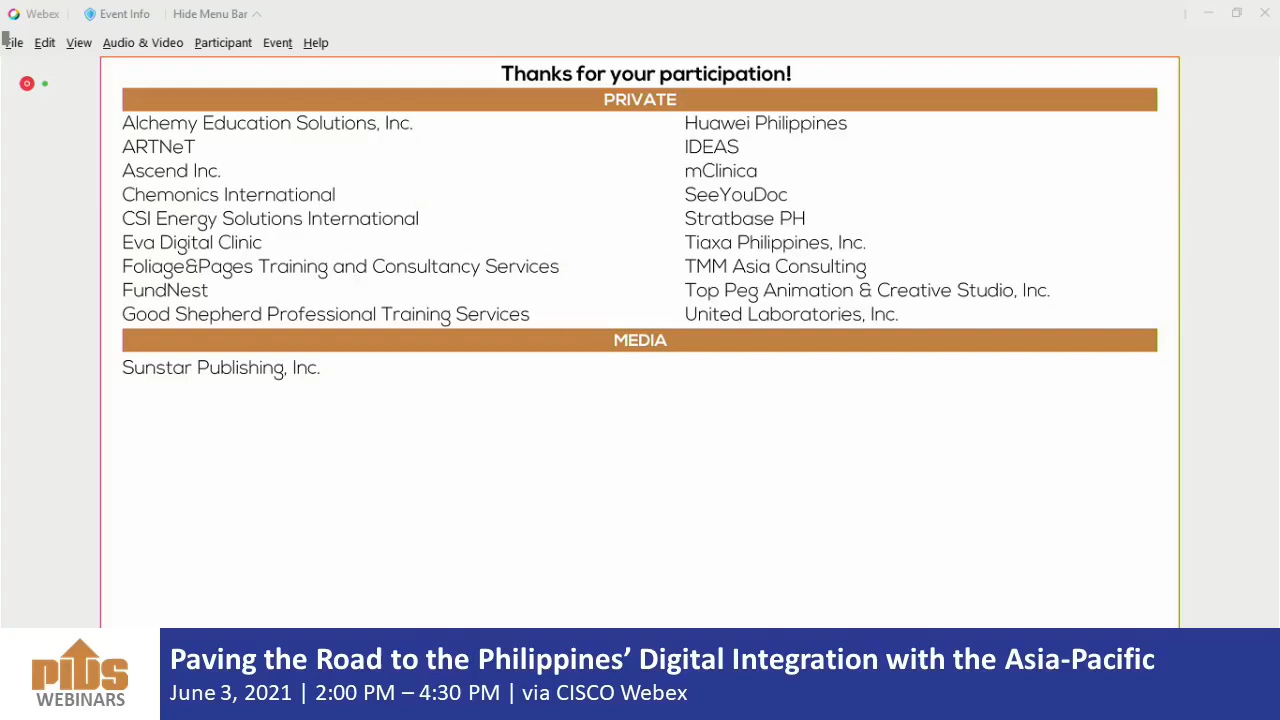 Webex
Event Info
Hide Menu Bar
File Edit View Audio & Video Participant Event Help
Thanks for your participation!
PRIVATE
Alchemy Education Solutions, Inc.
ARTNeT
Ascend Inc.
Chemonics International
CSI Energy Solutions International
Eva Digital Clinic
Foliage&Pages Training and Consultancy Services
FundNest
Good Shepherd Professional Training Services
Huawei Philippines
IDEAS
mClinica
SeeYouDoc
Stratbase PH
Tiaxa Philippines, Inc.
TMM Asia Consulting
Top Peg Animation & Creative Studio, Inc.
United Laboratories, Inc.
MEDIA
Sunstar Publishing, Inc.
PIDS
WEBINARS
Paving the Road to the Philippines’ Digital Integration with the Asia-Pacific
June 3, 2021 | 2:00 PM – 4:30 PM | via CISCO Webex